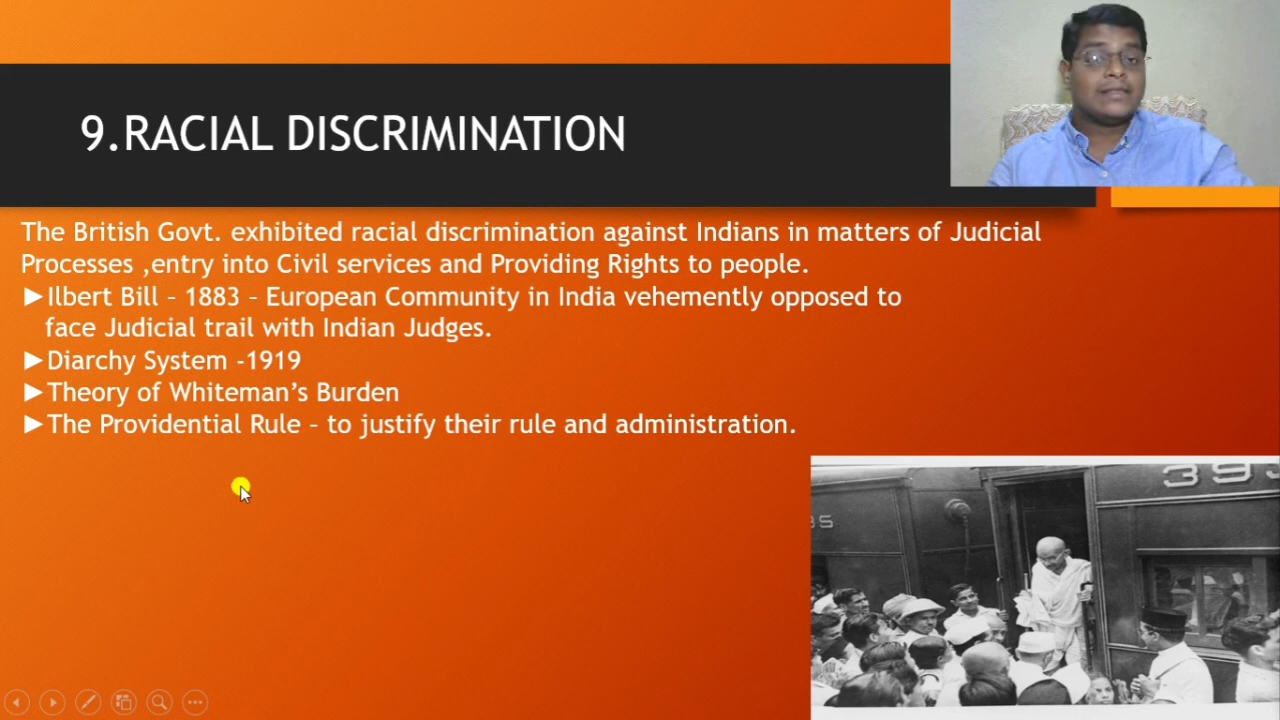 9.RACIAL DISCRIMINATION
The British Govt. exhibited racial discrimination against Indians in matters of Judicial
Processes ,entry into Civil services and Providing Rights to people.
►Ilbert Bill – 1883 – European Community in India vehemently opposed to
face Judicial trail with Indian Judges.
►Diarchy System -1919
►Theory of Whiteman's Burden
►The Providential Rule – to justify their rule and administration.